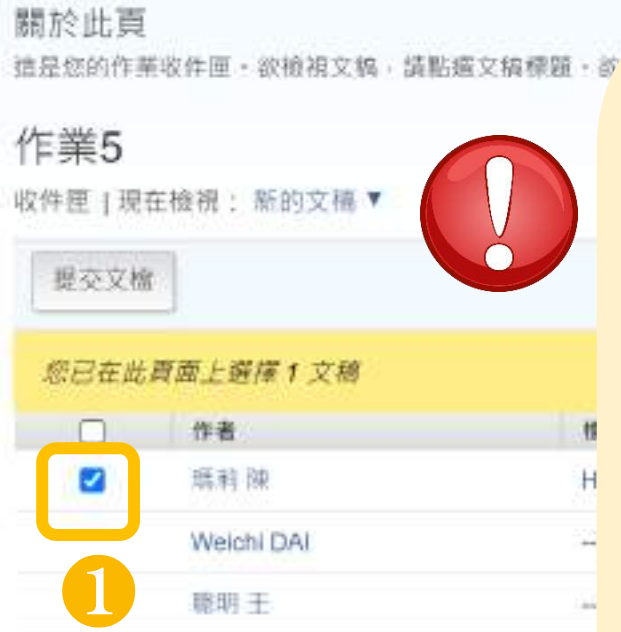 關於此頁
這是您的作業收件匣。欲檢視文稿,請點選文稿標題。欲
作業5
收件匣 | 現在檢視: 新的文稿 ▼
提交文檔
您已在此頁面上選擇 1 文稿
作者
瑪莉 陳
H
Weichi DAI
--
聰明 王
--
1